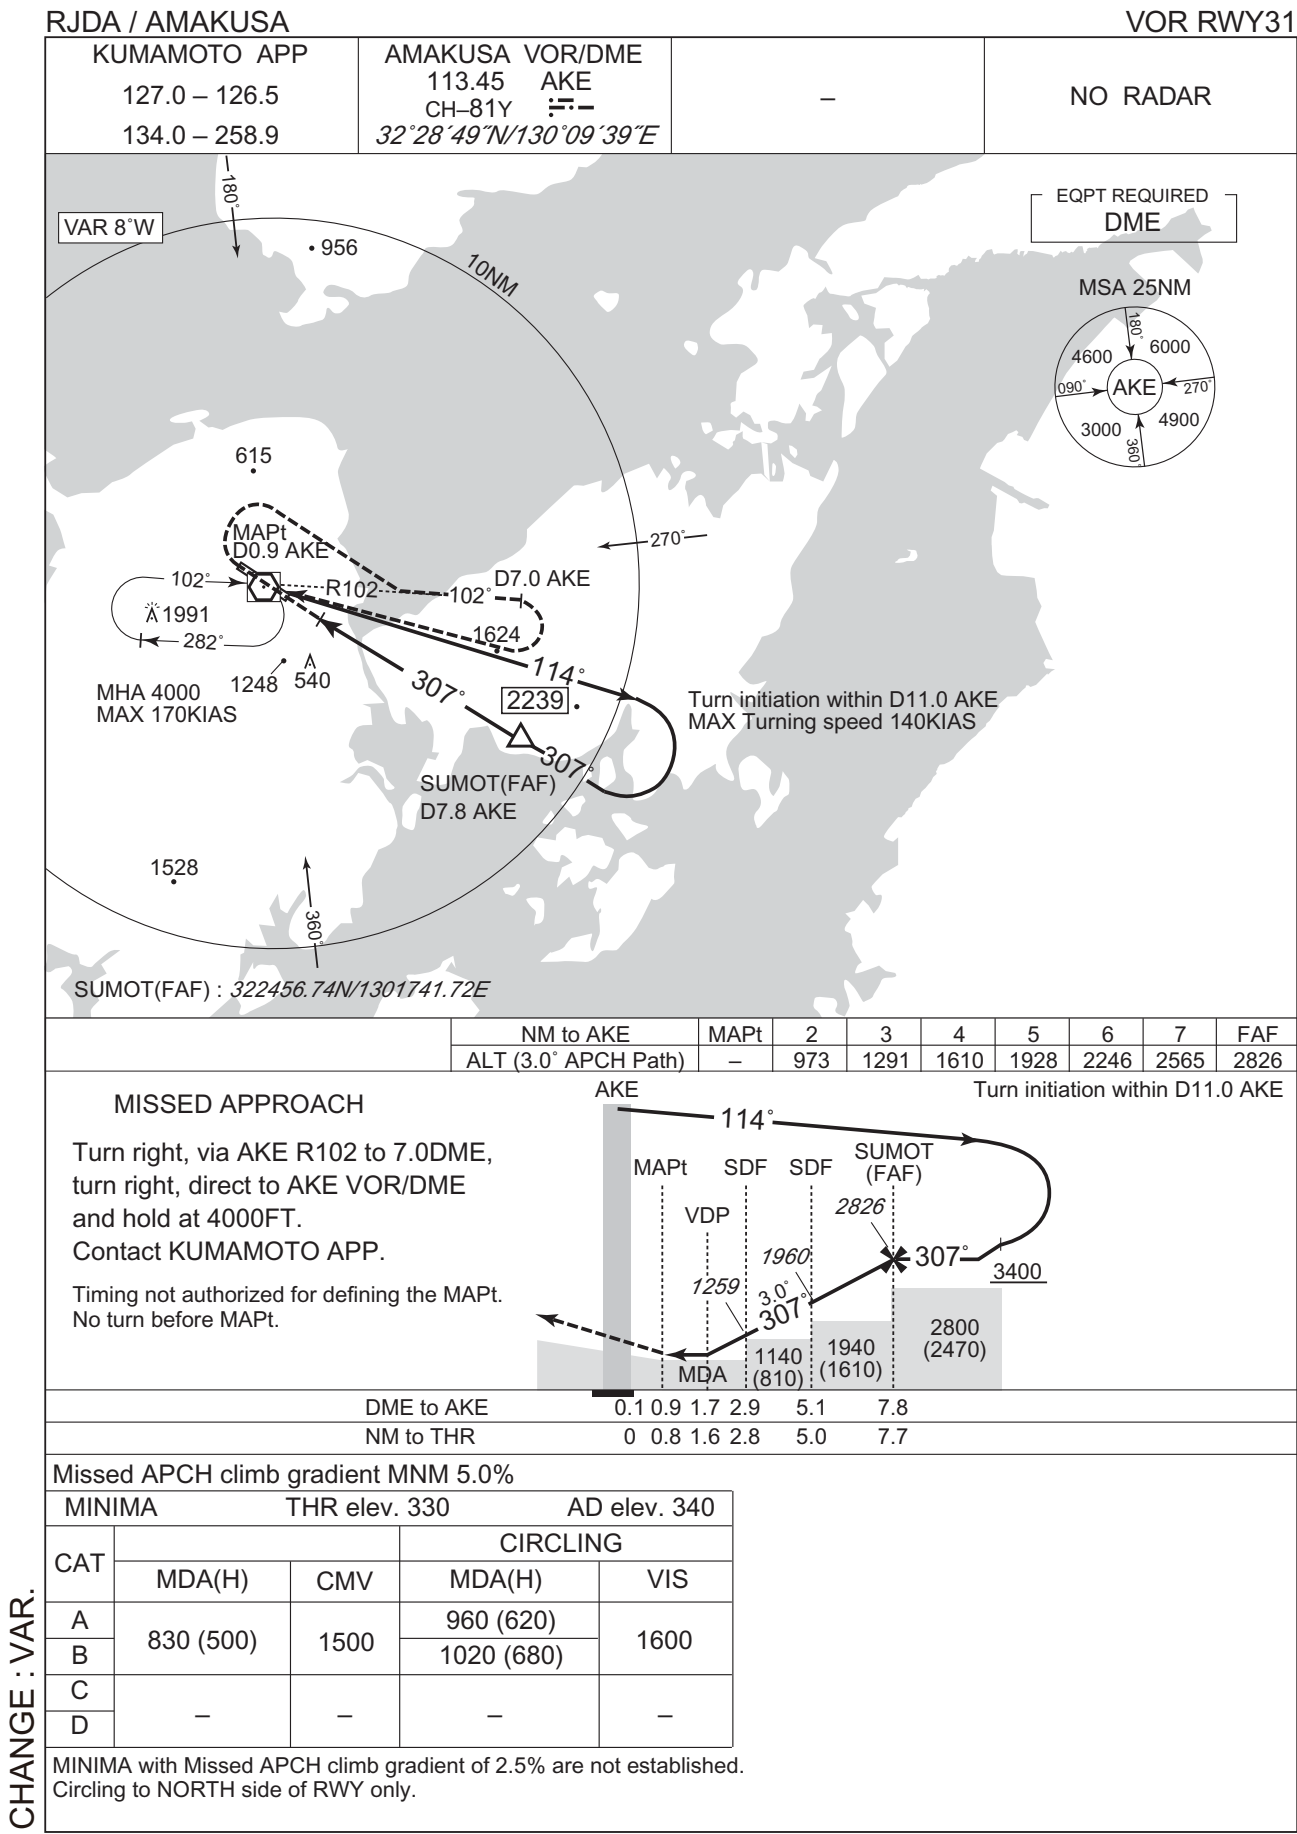 RJDA / AMAKUSA
VOR RWY31
KUMAMOTO APP
127.0 – 126.5
134.0 – 258.9
AMAKUSA VOR/DME
113.45 AKE
CH–81Y
32°28´49˝N/130°09´39˝E
–
NO RADAR
VAR 8°W
180°
956
10NM
EQPT REQUIRED
DME
MSA 25NM
180°
4600
6000
090°
AKE
270°
3000
4900
360°
615
MAPt
D0.9 AKE
270°
102°
R102
102°
D7.0 AKE
1991
282°
1624
114°
1248
540
307°
MHA 4000
MAX 170KIAS
2239
Turn initiation within D11.0 AKE
MAX Turning speed 140KIAS
307°
SUMOT(FAF)
D7.8 AKE
1528
360°
SUMOT(FAF) : 322456.74N/1301741.72E
NM to AKE MAPt 2 3 4 5 6 7 FAF
ALT (3.0° APCH Path) – 973 1291 1610 1928 2246 2565 2826
MISSED APPROACH
Turn right, via AKE R102 to 7.0DME,
turn right, direct to AKE VOR/DME
and hold at 4000FT.
Contact KUMAMOTO APP.
Timing not authorized for defining the MAPt.
No turn before MAPt.
AKE
Turn initiation within D11.0 AKE
114°
MAPt
SDF
SDF
SUMOT
(FAF)
VDP
2826
1960
307°
3400
1259
3.0°
307°
MDA
1140
(810)
1940
(1610)
2800
(2470)
DME to AKE 0.1 0.9 1.7 2.9 5.1 7.8
NM to THR 0 0.8 1.6 2.8 5.0 7.7
Missed APCH climb gradient MNM 5.0%
MINIMA THR elev. 330 AD elev. 340
CAT
CIRCLING
MDA(H) CMV MDA(H) VIS
A 830 (500) 1500 960 (620) 1600
B 1020 (680)
C – – – –
D
MINIMA with Missed APCH climb gradient of 2.5% are not established.
Circling to NORTH side of RWY only.
CHANGE : VAR.